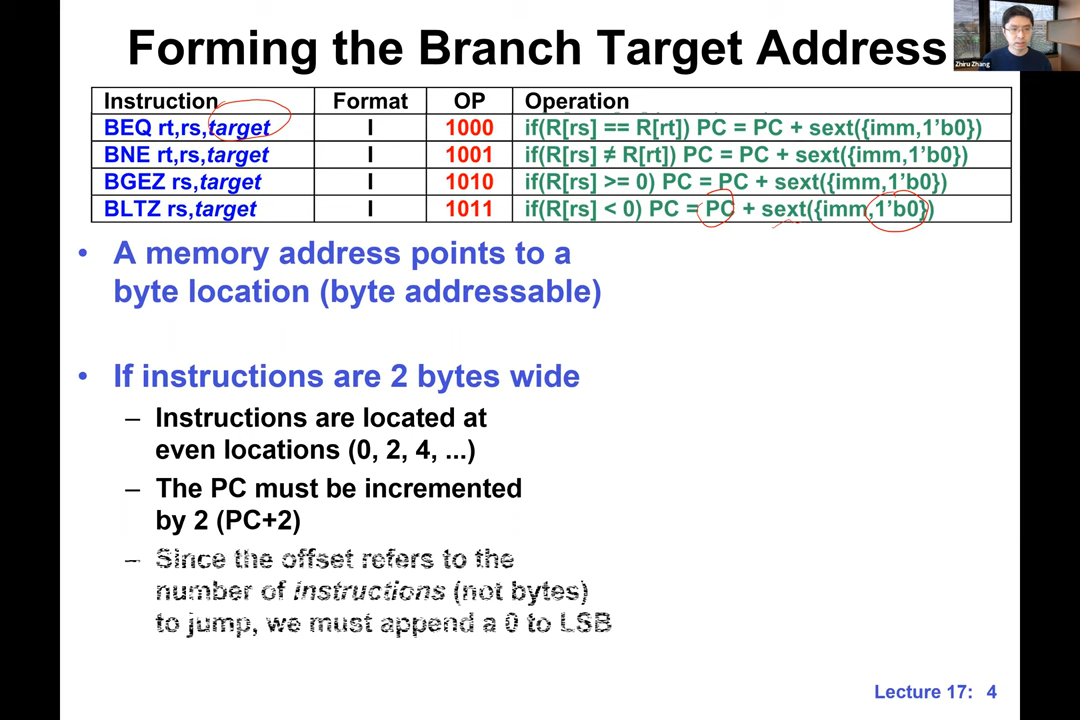 Forming the Branch Target Address
Zhiru Zhang
Instruction Format OP Operation
BEQ rt,rs,target I 1000 if(R[rs] == R[rt]) PC = PC + sext({imm,1’b0})
BNE rt,rs,target I 1001 if(R[rs] ≠ R[rt]) PC = PC + sext({imm,1’b0})
BGEZ rs,target I 1010 if(R[rs] >= 0) PC = PC + sext({imm,1’b0})
BLTZ rs,target I 1011 if(R[rs] < 0) PC = PC + sext({imm,1’b0})
• A memory address points to a
byte location (byte addressable)
• If instructions are 2 bytes wide
– Instructions are located at
even locations (0, 2, 4, ...)
– The PC must be incremented
by 2 (PC+2)
– Since the offset refers to the
number of instructions (not bytes)
to jump, we must append a 0 to LSB
Lecture 17: 4